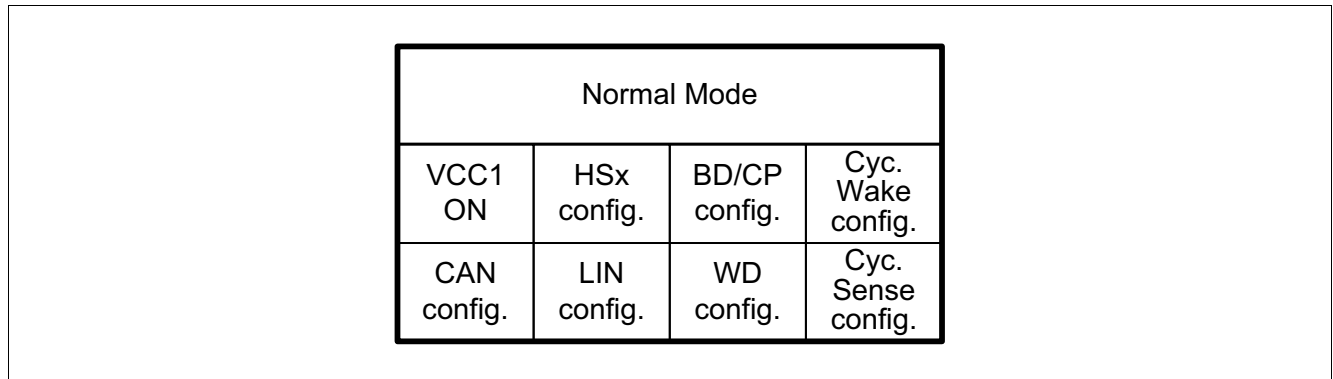 Normal Mode
VCC1
ON
HSx
config.
BD/CP
config.
Cyc.
Wake
config.
CAN
config.
LIN
config.
WD
config.
Cyc.
Sense
config.